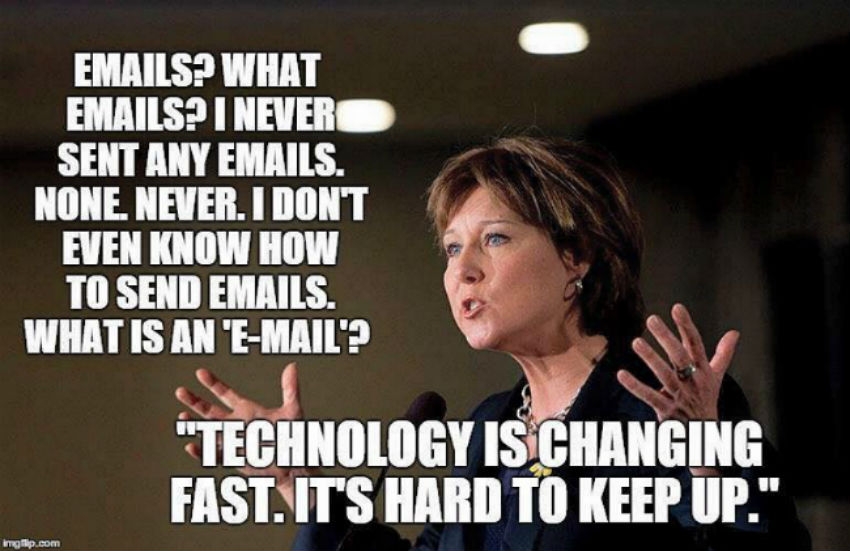 EMAILS? WHAT
EMAILS? I NEVER
SENT ANY EMAILS.
NONE. NEVER. I DON'T
EVEN KNOW HOW
TO SEND EMAILS.
WHAT IS AN 'E-MAIL'?
"TECHNOLOGY IS CHANGING
FAST. IT'S HARD TO KEEP UP."
imgflip.com